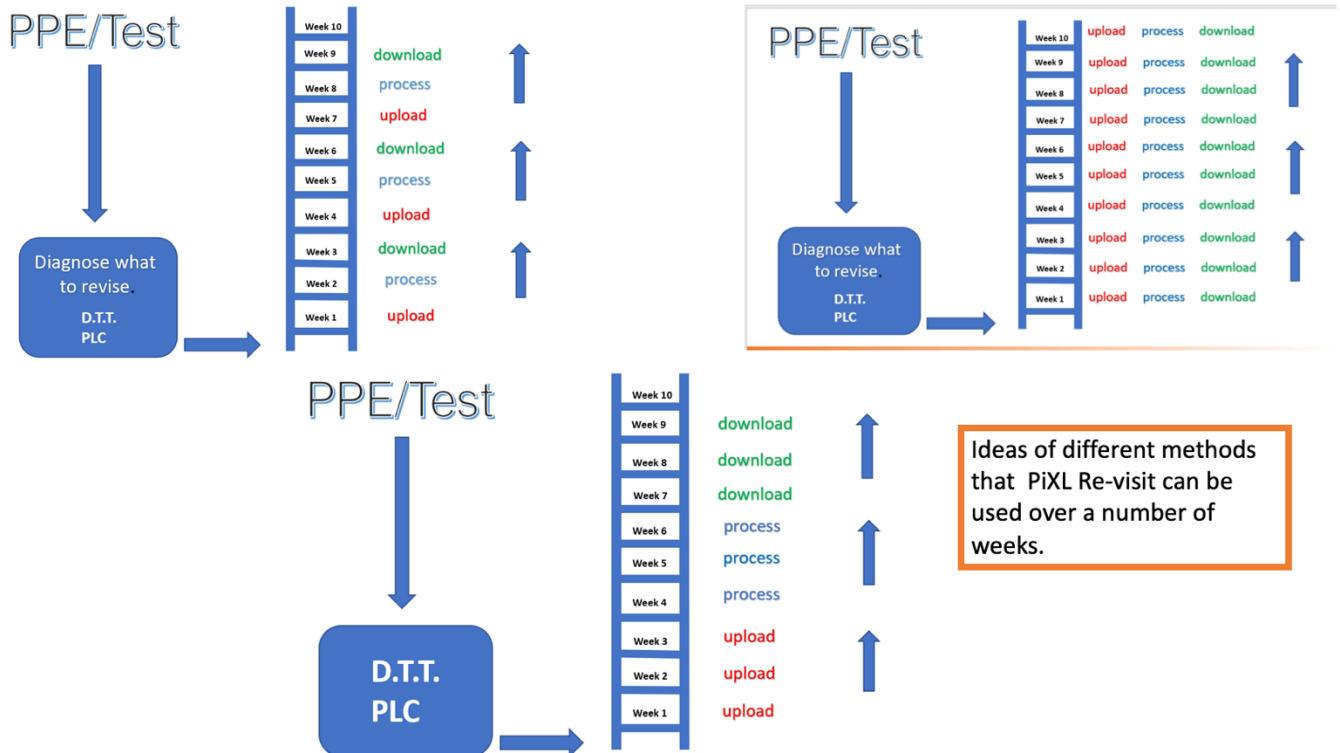 PPE/Test
Week 10
Week 9 download
Week 8 process
Week 7 upload
Week 6 download
Week 5 process
Week 4 upload
Week 3 download
Week 2 process
Week 1 upload
Diagnose what
to revise.
D.T.T.
PLC
PPE/Test
Week 10 upload process download
Week 9 upload process download
Week 8 upload process download
Week 7 upload process download
Week 6 upload process download
Week 5 upload process download
Week 4 upload process download
Week 3 upload process download
Week 2 upload process download
Week 1 upload process download
Diagnose what
to revise.
D.T.T.
PLC
PPE/Test
Week 10
Week 9 download
Week 8 download
Week 7 download
Week 6 process
Week 5 process
Week 4 process
Week 3 upload
Week 2 upload
Week 1 upload
D.T.T.
PLC
Ideas of different methods
that PiXL Re-visit can be
used over a number of
weeks.